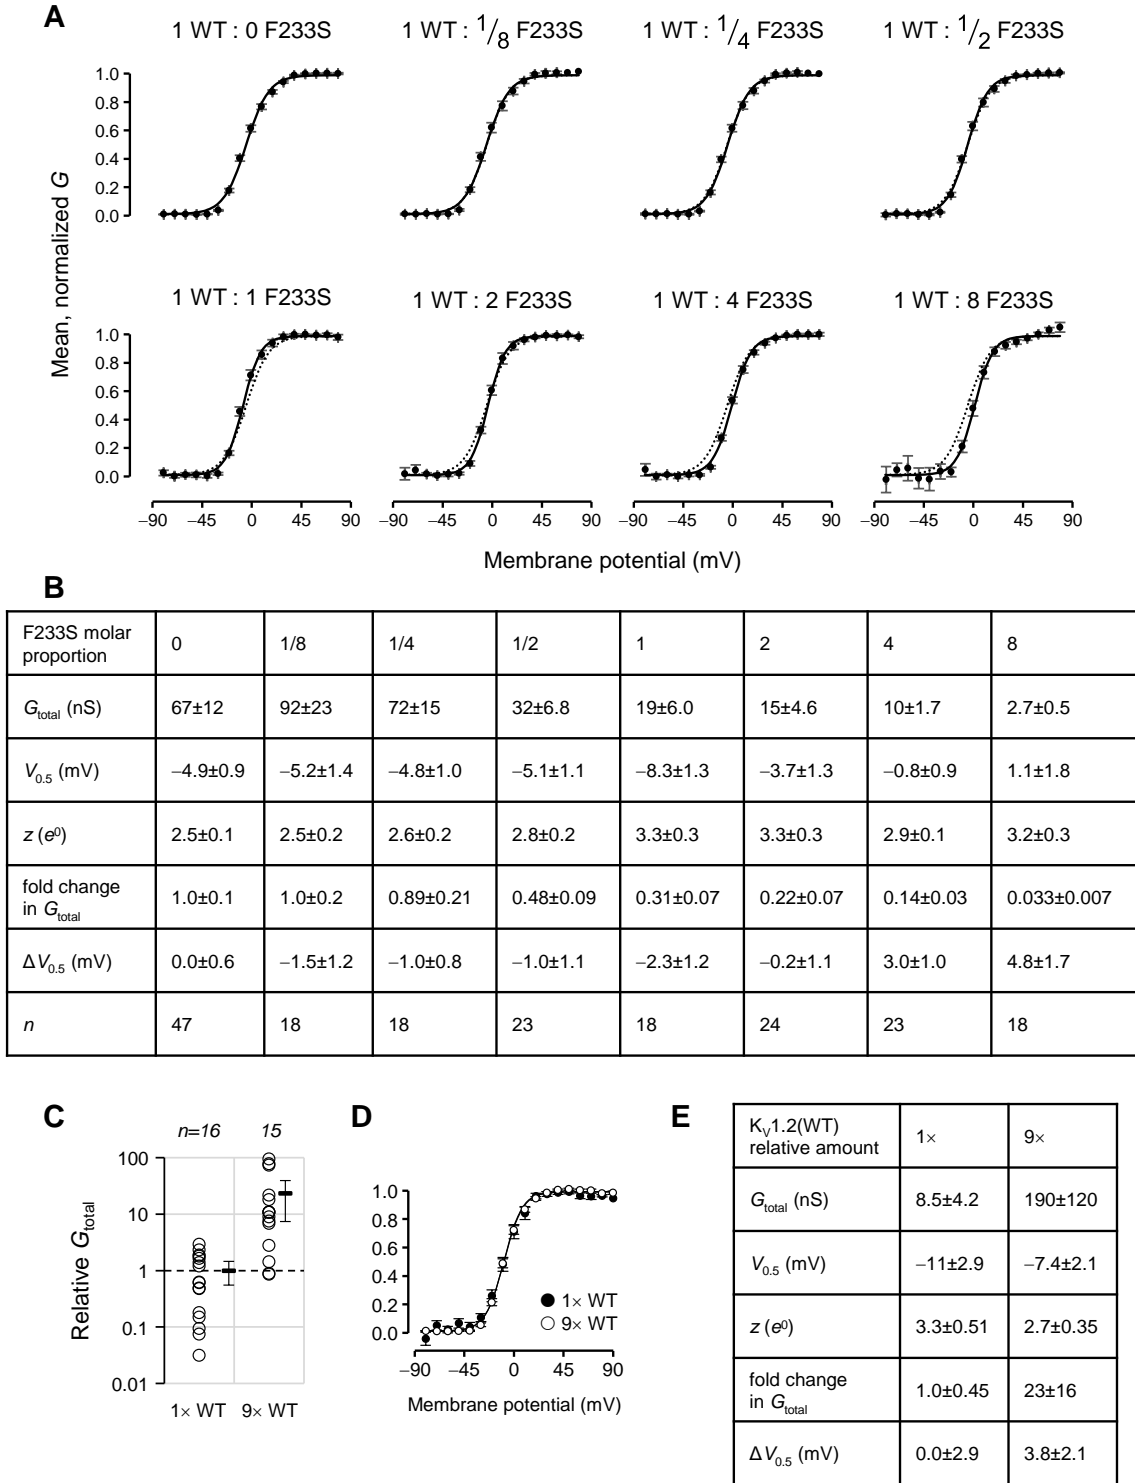 A
1 WT : 0 F233S
1 WT : 1/8 F233S
1 WT : 1/4 F233S
1 WT : 1/2 F233S
Mean, normalized G
1.0
0.8
0.6
0.4
0.2
0.0
1 WT : 1 F233S
1 WT : 2 F233S
1 WT : 4 F233S
1 WT : 8 F233S
1.0
0.8
0.6
0.4
0.2
0.0
−90 −45 0 45 90
−90 −45 0 45 90
−90 −45 0 45 90
−90 −45 0 45 90
Membrane potential (mV)
B
F233S molar
proportion
0 1/8 1/4 1/2 1 2 4 8
Gtotal (nS) 67±12 92±23 72±15 32±6.8 19±6.0 15±4.6 10±1.7 2.7±0.5
V0.5 (mV) −4.9±0.9 −5.2±1.4 −4.8±1.0 −5.1±1.1 −8.3±1.3 −3.7±1.3 −0.8±0.9 1.1±1.8
z (e0) 2.5±0.1 2.5±0.2 2.6±0.2 2.8±0.2 3.3±0.3 3.3±0.3 2.9±0.1 3.2±0.3
fold change
in Gtotal
1.0±0.1 1.0±0.2 0.89±0.21 0.48±0.09 0.31±0.07 0.22±0.07 0.14±0.03 0.033±0.007
ΔV0.5 (mV) 0.0±0.6 −1.5±1.2 −1.0±0.8 −1.0±1.1 −2.3±1.2 −0.2±1.1 3.0±1.0 4.8±1.7
n 47 18 18 23 18 24 23 18
C
n=16 15
Relative Gtotal
100
10
1
0.1
0.01
1× WT 9× WT
D
1.0
0.8
0.6
0.4
0.2
0.0
1× WT
9× WT
−90 −45 0 45 90
Membrane potential (mV)
E
KV1.2(WT)
relative amount
1× 9×
Gtotal (nS) 8.5±4.2 190±120
V0.5 (mV) −11±2.9 −7.4±2.1
z (e0) 3.3±0.51 2.7±0.35
fold change
in Gtotal
1.0±0.45 23±16
ΔV0.5 (mV) 0.0±2.9 3.8±2.1